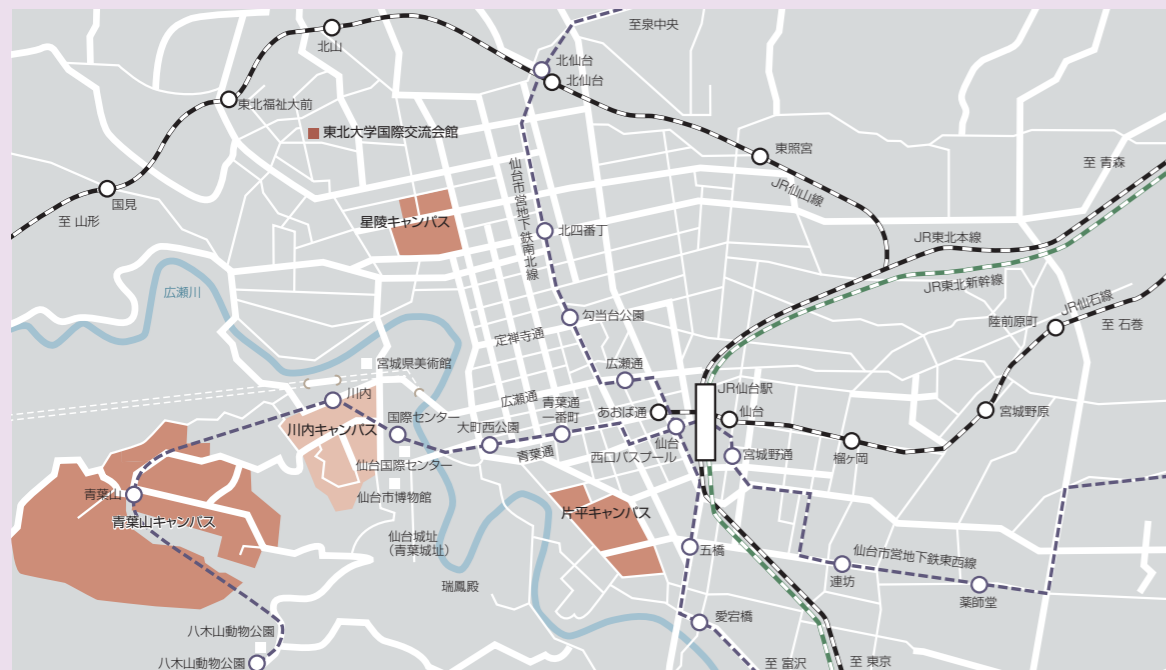 至泉中央
北山
北仙台
北仙台
東北福祉大前
東北大学国際交流会館
東照宮
至 青森
仙台市営地下鉄南北線
JR仙山線
国見
至 山形
星陵キャンパス
北四番丁
JR東北本線
JR東北新幹線
広瀬川
JR仙石線
陸前原町
至 石巻
勾当台公園
定禅寺通
宮城県美術館
広瀬通
JR仙台駅
川内
広瀬通
青葉通
一番町
あおば通
仙台
宮城野原
国際センター
大町西公園
川内キャンパス
仙台
西口バスプール
榴ヶ岡
青葉通
宮城野通
仙台国際センター
青葉山
仙台市博物館
青葉山キャンパス
片平キャンパス
仙台城址
（青葉城址）
五橋
仙台市営地下鉄東西線
連坊
瑞鳳殿
薬師堂
愛宕橋
八木山動物公園
八木山動物公園
至 富沢
至 東京